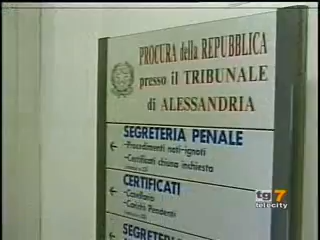 PROCURA della REPUBBLICA
presso il TRIBUNALE
di ALESSANDRIA
SEGRETERIA PENALE
-Procedimenti noti-ignoti
-Certificati chiusa inchiesta
CERTIFICATI
-Casellario
-Carichi Pendenti
SEGRETERIA
tg7
telecity